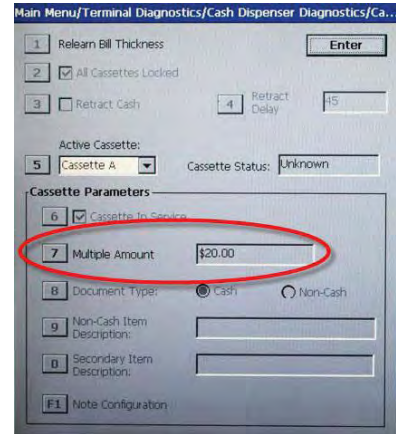 Main Menu/Terminal Diagnostics/Cash Dispenser Diagnostics/Ca...
1 Relearn Bill Thickness Enter
2 All Cassettes Locked
3 Retract Cash 4 Retract Delay 45
Active Cassette:
5 Cassette A Cassette Status: Unknown
Cassette Parameters
6 Cassette In Service
7 Multiple Amount $20.00
8 Document Type: Cash Non-Cash
9 Non-Cash Item
Description:
0 Secondary Item
Description:
F1 Note Configuration